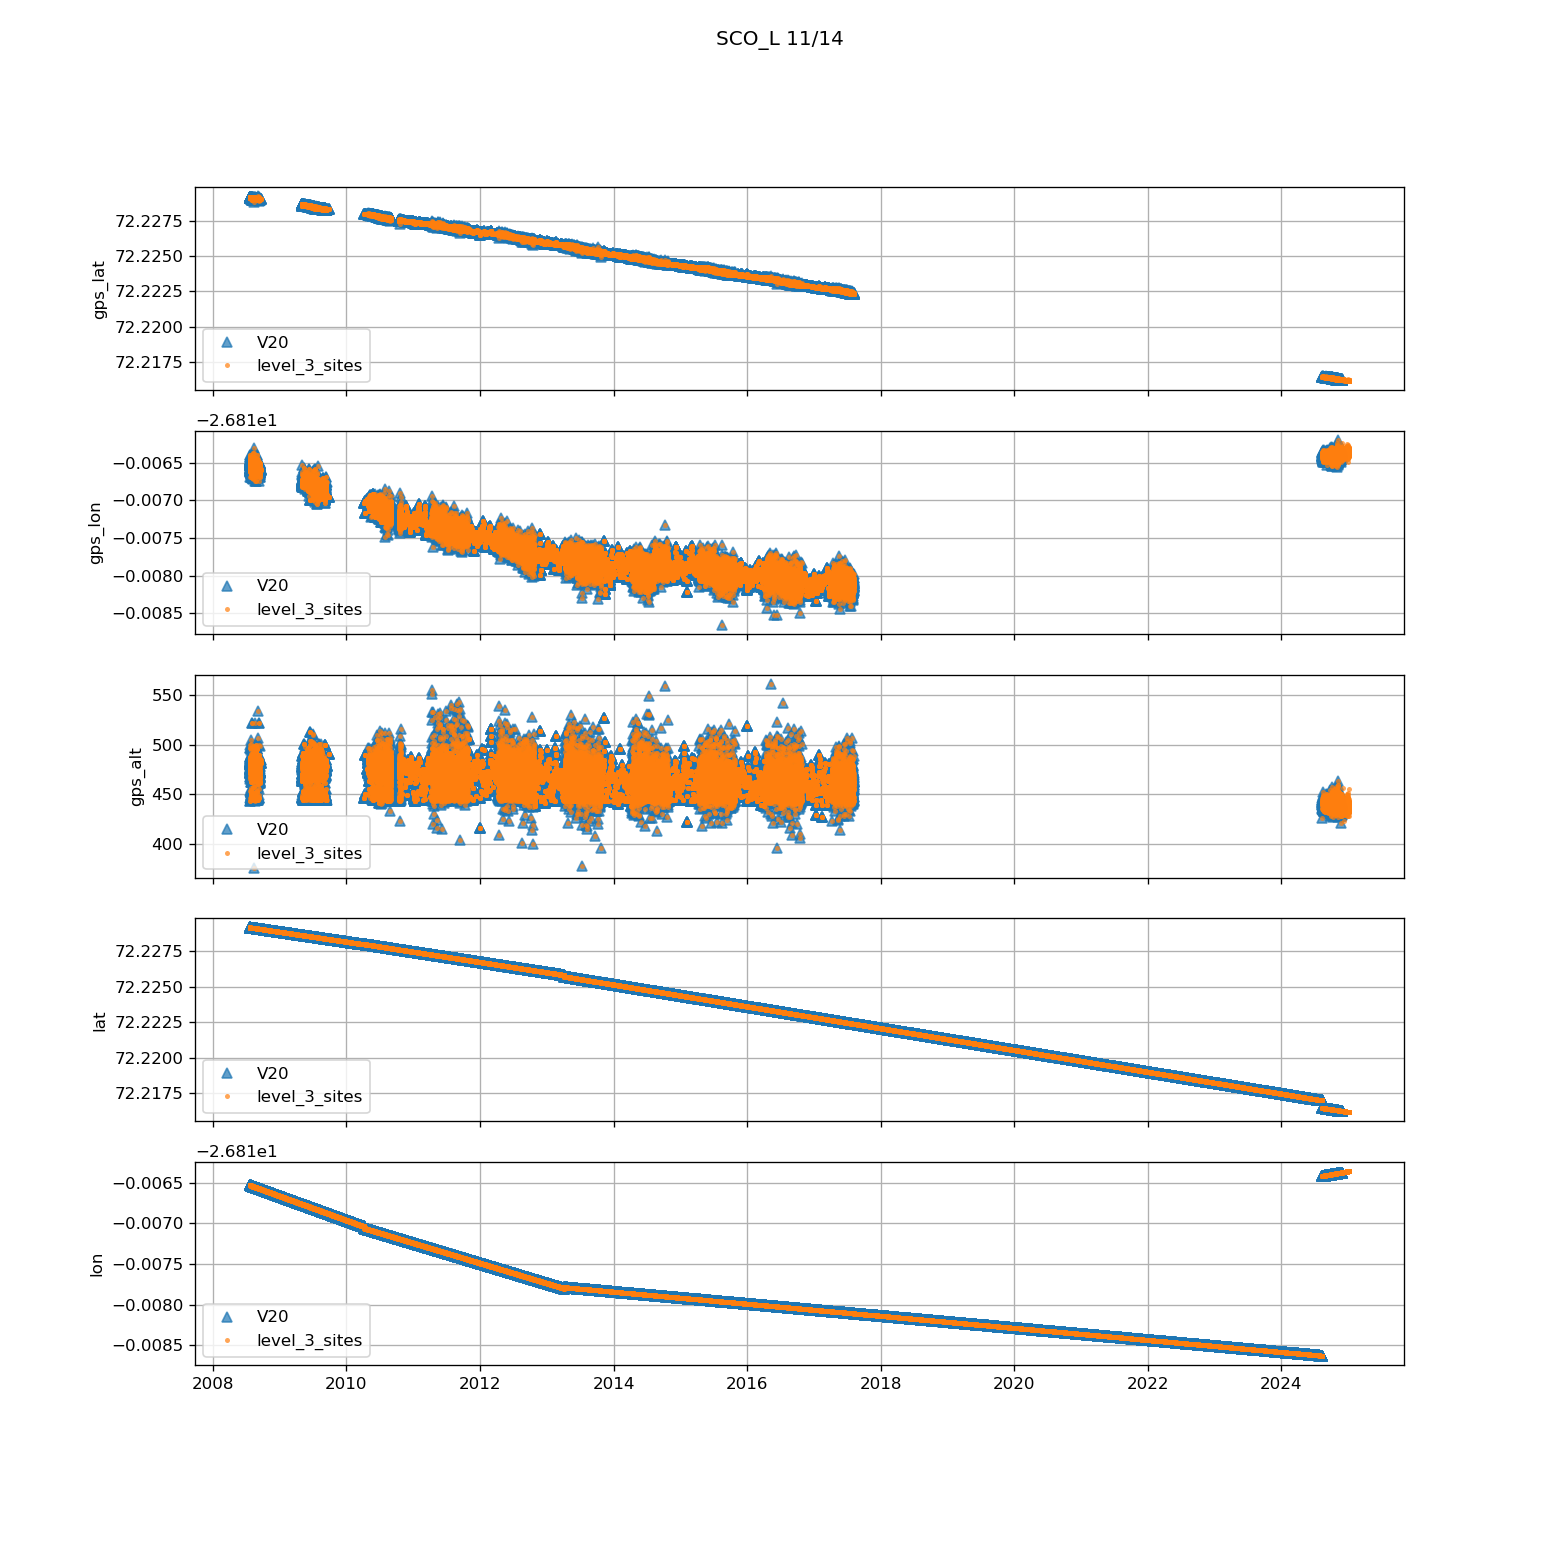 SCO_L 11/14
72.2275
72.2250
72.2225
72.2200
72.2175
gps_lat
V20
level_3_sites
−2.681e1
−0.0065
−0.0070
−0.0075
−0.0080
−0.0085
gps_lon
V20
level_3_sites
550
500
450
400
gps_alt
V20
level_3_sites
72.2275
72.2250
72.2225
72.2200
72.2175
lat
V20
level_3_sites
−2.681e1
−0.0065
−0.0070
−0.0075
−0.0080
−0.0085
lon
V20
level_3_sites
2008 2010 2012 2014 2016 2018 2020 2022 2024